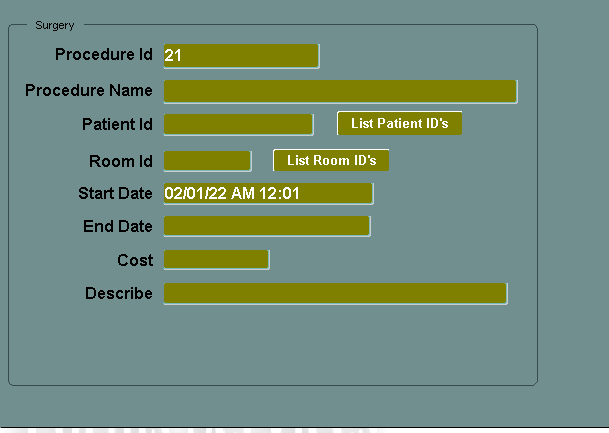 Surgery
Procedure Id 21
Procedure Name
Patient Id List Patient ID's
Room Id List Room ID's
Start Date 02/01/22 AM 12:01
End Date
Cost
Describe